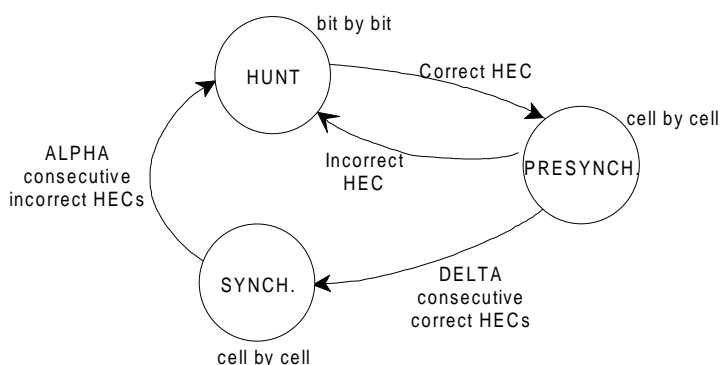 bit by bit
HUNT
Correct HEC
cell by cell
PRESYNCH.
Incorrect
HEC
ALPHA
consecutive
incorrect HECs
SYNCH.
DELTA
consecutive
correct HECs
cell by cell